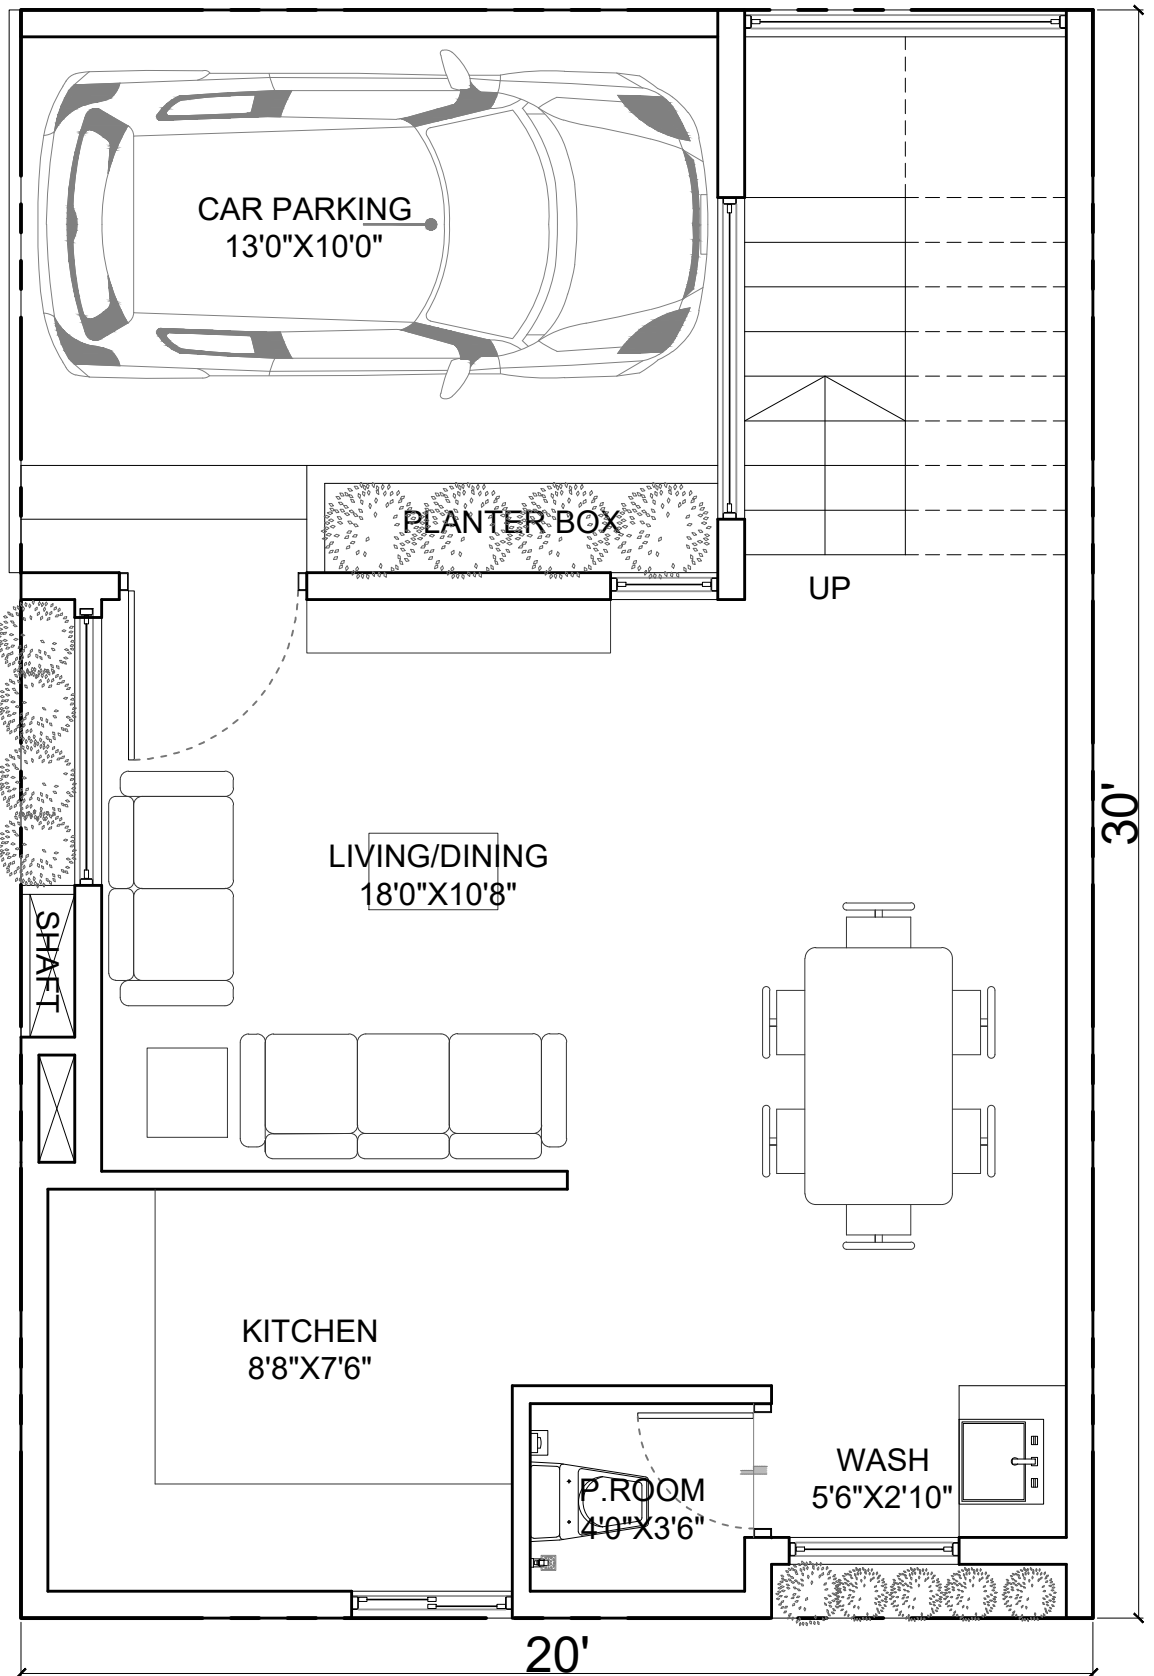 CAR PARKING
13'0"X10'0"
PLANTER BOX
UP
LIVING/DINING
18'0"X10'8"
30'
SHAFT
KITCHEN
8'8"X7'6"
WASH
5'6"X2'10"
P.ROOM
4'0"X3'6"
20'